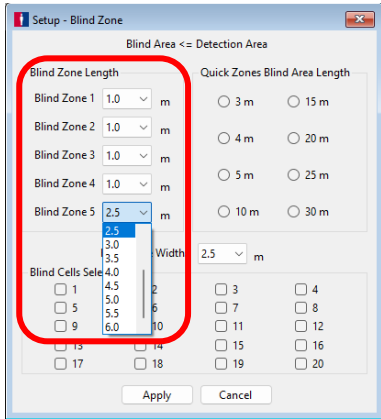 Setup - Blind Zone
Blind Area <= Detection Area
Blind Zone Length
Quick Zones Blind Area Length
Blind Zone 1 1.0 m
Blind Zone 2 1.0 m
Blind Zone 3 1.0 m
Blind Zone 4 1.0 m
Blind Zone 5 2.5 m
3 m 15 m
4 m 20 m
5 m 25 m
10 m 30 m
2.5
3.0
3.5
4.0
4.5
5.0
5.5
6.0
Width 2.5 m
Blind Cells Sele
1 2 3 4
5 6 7 8
9 10 11 12
13 14 15 16
17 18 19 20
Apply Cancel